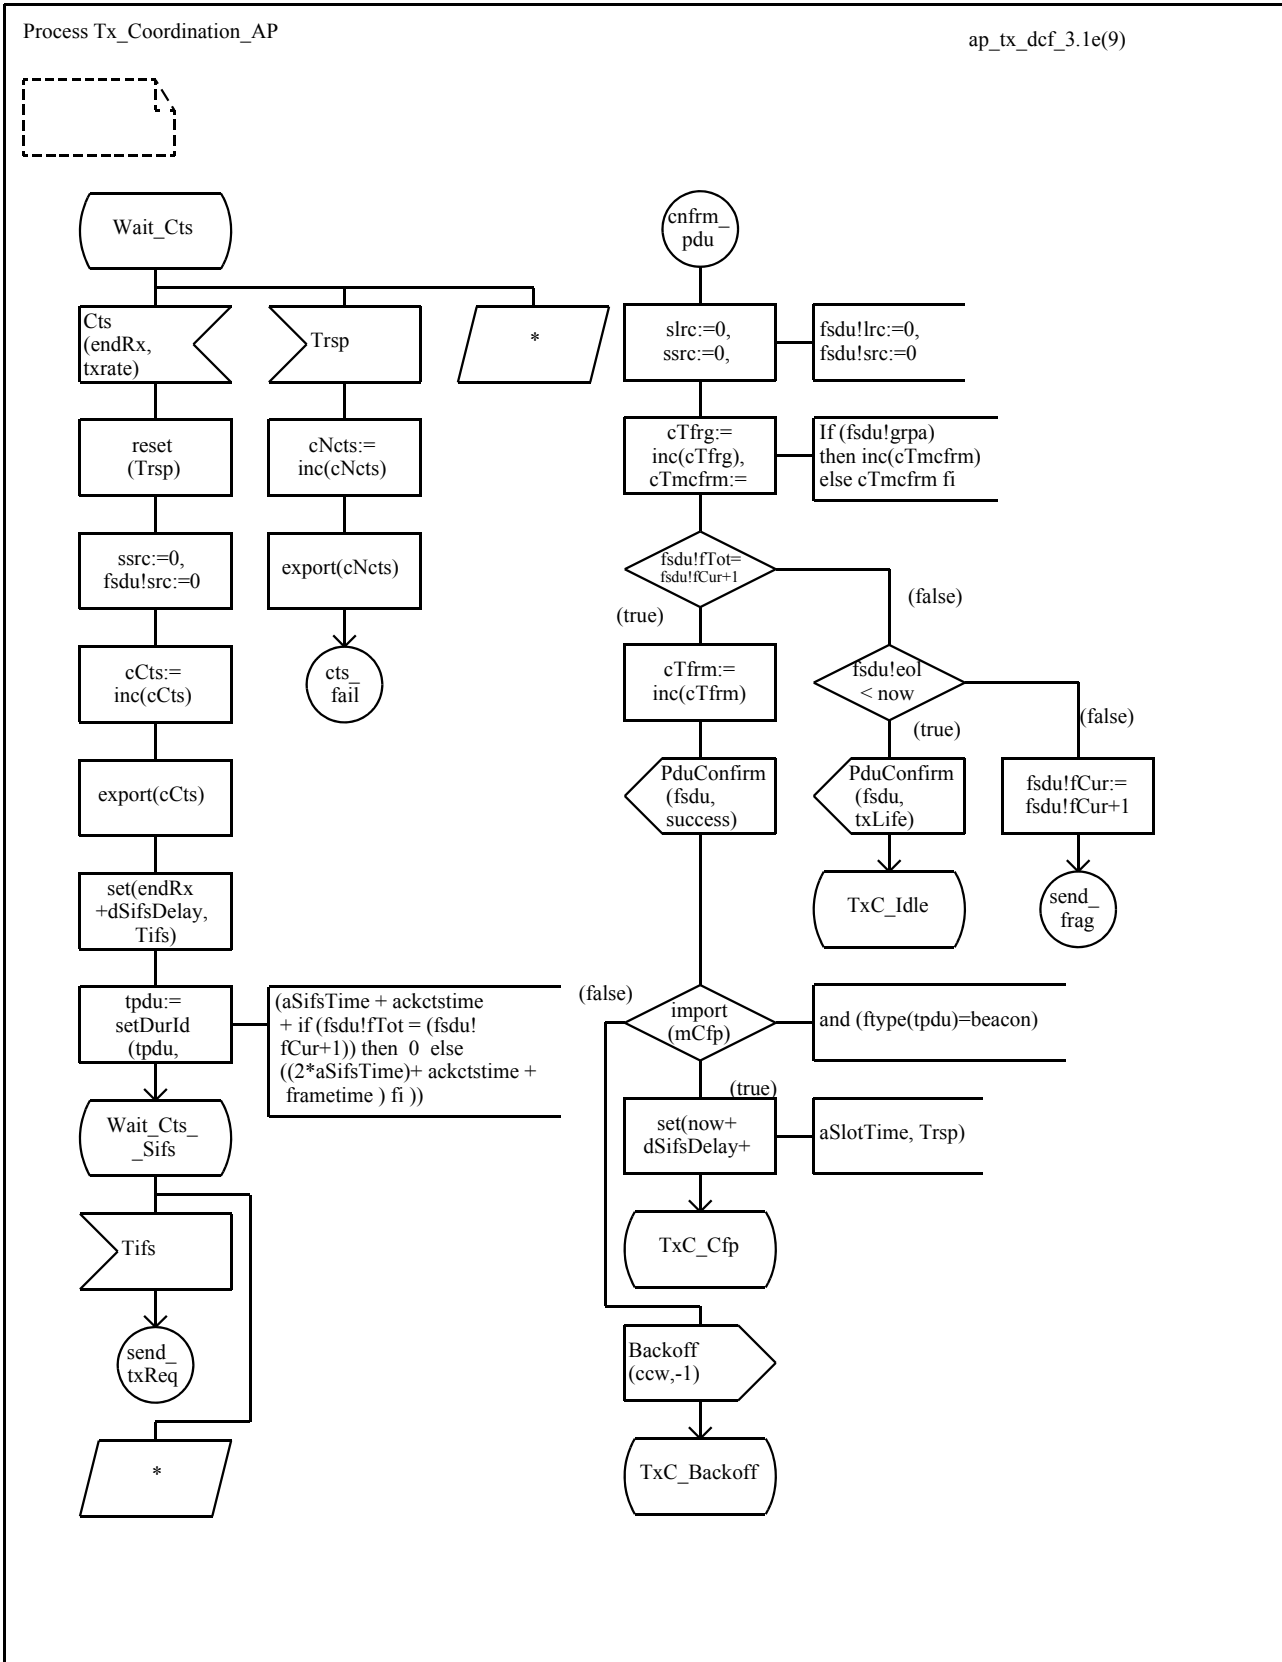 Process Tx_Coordination_AP
ap_tx_dcf_3.1e(9)
Wait_Cts
Cts
(endRx,
txrate)
Trsp
*
reset
(Trsp)
cNcts:=
inc(cNcts)
ssrc:=0,
fsdu!src:=0
export(cNcts)
cCts:=
inc(cCts)
cts_
fail
export(cCts)
set(endRx
+dSifsDelay,
Tifs)
tpdu:=
setDurId
(tpdu,
(aSifsTime + ackctstime
+ if (fsdu!fTot = (fsdu!
fCur+1)) then 0 else
((2*aSifsTime)+ ackctstime +
frametime ) fi ))
Wait_Cts_
_Sifs
Tifs
send_
txReq
*
cnfrm_
pdu
slrc:=0,
ssrc:=0,
fsdu!lrc:=0,
fsdu!src:=0
cTfrg:=
inc(cTfrg),
cTmcfrm:=
If (fsdu!grpa)
then inc(cTmcfrm)
else cTmcfrm fi
fsdu!fTot=
fsdu!fCur+1
(false)
(true)
cTfrm:=
inc(cTfrm)
fsdu!eol
< now
(false)
(true)
PduConfirm
(fsdu,
success)
PduConfirm
(fsdu,
txLife)
fsdu!fCur:=
fsdu!fCur+1
TxC_Idle
send_
frag
(false)
import
(mCfp)
and (ftype(tpdu)=beacon)
(true)
set(now+
dSifsDelay+
aSlotTime, Trsp)
TxC_Cfp
Backoff
(ccw,-1)
TxC_Backoff